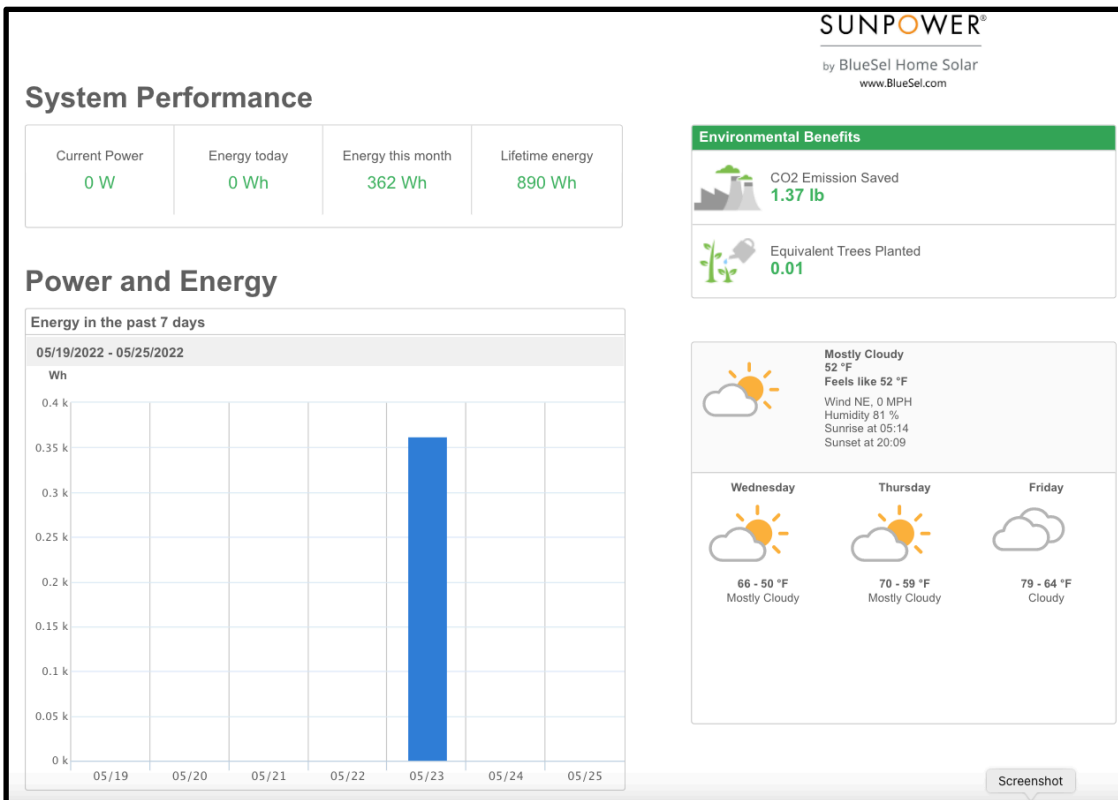 SUNPOWER®
by BlueSel Home Solar
www.BlueSel.com
System Performance
Current Power
0 W
Energy today
0 Wh
Energy this month
362 Wh
Lifetime energy
890 Wh
Environmental Benefits
CO2 Emission Saved
1.37 lb
Equivalent Trees Planted
0.01
Power and Energy
Energy in the past 7 days
05/19/2022 - 05/25/2022
Wh
0.4 k
0.35 k
0.3 k
0.25 k
0.2 k
0.15 k
0.1 k
0.05 k
0 k
05/19 05/20 05/21 05/22 05/23 05/24 05/25
Mostly Cloudy
52 °F
Feels like 52 °F
Wind NE, 0 MPH
Humidity 81 %
Sunrise at 05:14
Sunset at 20:09
Wednesday
66 - 50 °F
Mostly Cloudy
Thursday
70 - 59 °F
Mostly Cloudy
Friday
79 - 64 °F
Cloudy
Screenshot